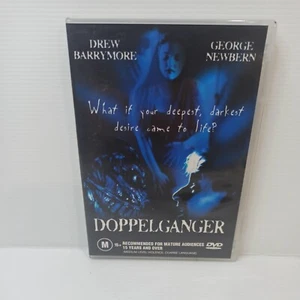 DREW
BARRYMORE
GEORGE
NEWBERN
What if your deepest, darkest
desire came to life?
DOPPELGANGER
M 15+
RECOMMENDED FOR MATURE AUDIENCES
15 YEARS AND OVER
DVD